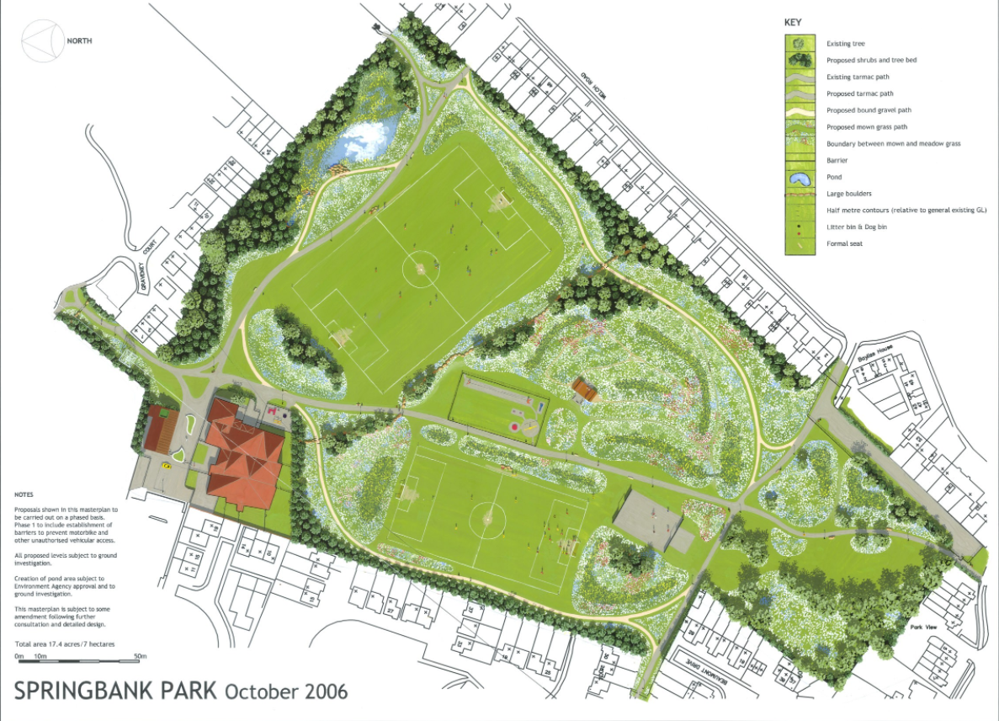 NORTH
KEY
Existing tree
Proposed shrubs and tree bed
Existing tarmac path
Proposed tarmac path
Proposed bound gravel path
Proposed mown grass path
Boundary between mown and meadow grass
Barrier
Pond
Large boulders
Half metre contours (relative to general existing GL)
Litter bin & Dog bin
Formal seat
WELCH ROAD
GRAVENEY COURT
Bayliss House
Park View
BEAUMONT DRIVE
NOTES
Proposals shown in this masterplan to
be carried out on a phased basis.
Phase 1 to include establishment of
barriers to prevent motorbike and
other unauthorised vehicular access.
All proposed levels subject to ground
investigation.
Creation of pond area subject to
Environment Agency approval and to
ground investigation.
This masterplan is subject to some
amendment following further
consultation and detailed design.
Total area 17.4 acres/7 hectares
0m 10m 50m
SPRINGBANK PARK October 2006